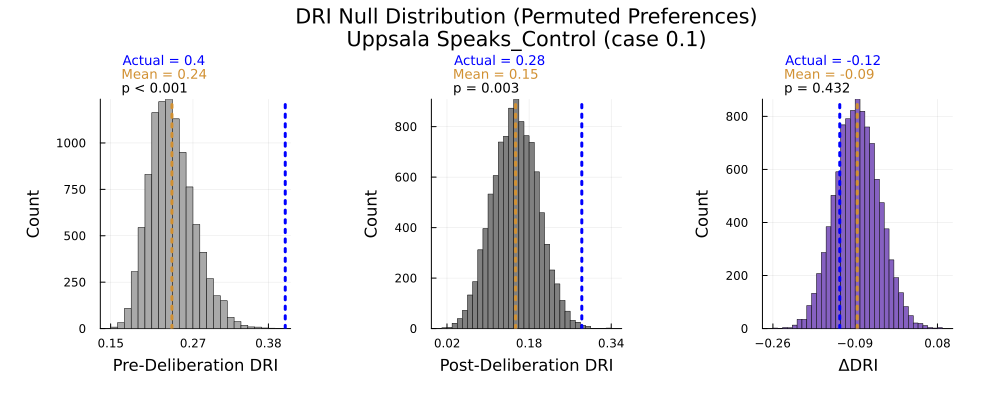 DRI Null Distribution (Permuted Preferences)
Uppsala Speaks_Control (case 0.1)
Actual = 0.4
Mean = 0.24
p < 0.001
Count
1000
750
500
250
0
0.15
0.27
0.38
Pre-Deliberation DRI
Actual = 0.28
Mean = 0.15
p = 0.003
Count
800
600
400
200
0
0.02
0.18
0.34
Post-Deliberation DRI
Actual = -0.12
Mean = -0.09
p = 0.432
Count
800
600
400
200
0
−0.26
−0.09
0.08
ΔDRI